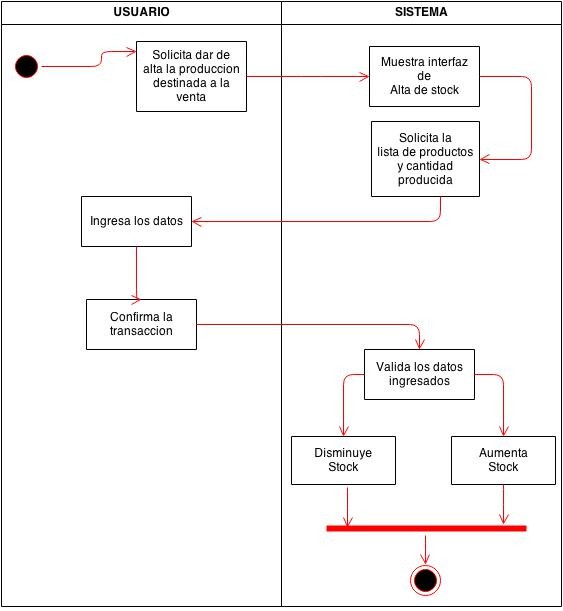 USUARIO
SISTEMA
Solicita dar de
alta la produccion
destinada a la
venta
Muestra interfaz
de
Alta de stock
Solicita la
lista de productos
y cantidad
producida
Ingresa los datos
Confirma la
transaccion
Valida los datos
ingresados
Disminuye
Stock
Aumenta
Stock